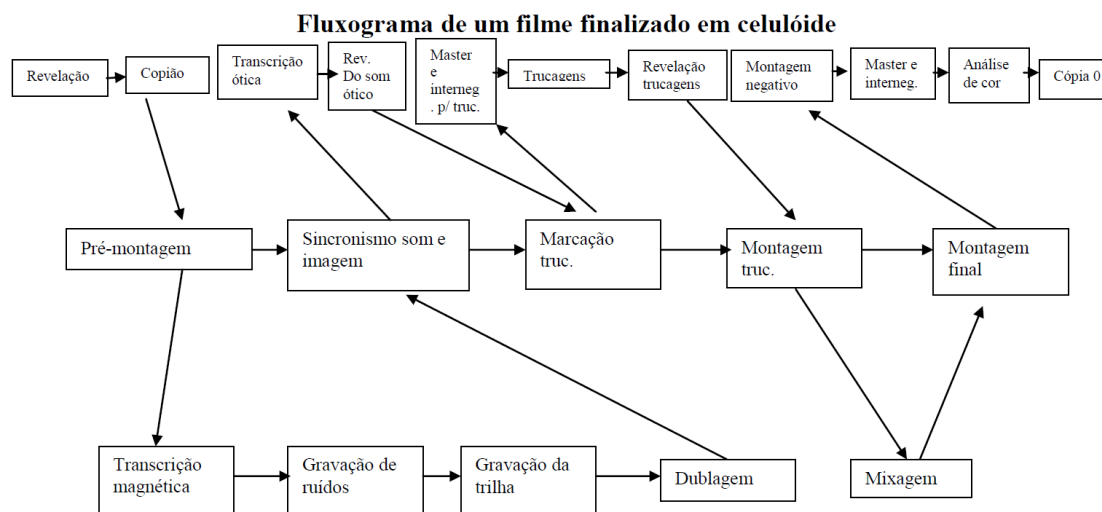 Fluxograma de um filme finalizado em celulóide
Revelação
Copião
Transcrição
ótica
Rev.
Do som
ótico
Master
e
interneg
. p/ truc.
Trucagens
Revelação
trucagens
Montagem
negativo
Master e
interneg.
Análise
de cor
Cópia 0
Pré-montagem
Sincronismo som e
imagem
Marcação
truc.
Montagem
truc.
Montagem
final
Transcrição
magnética
Gravação de
ruídos
Gravação da
trilha
Dublagem
Mixagem